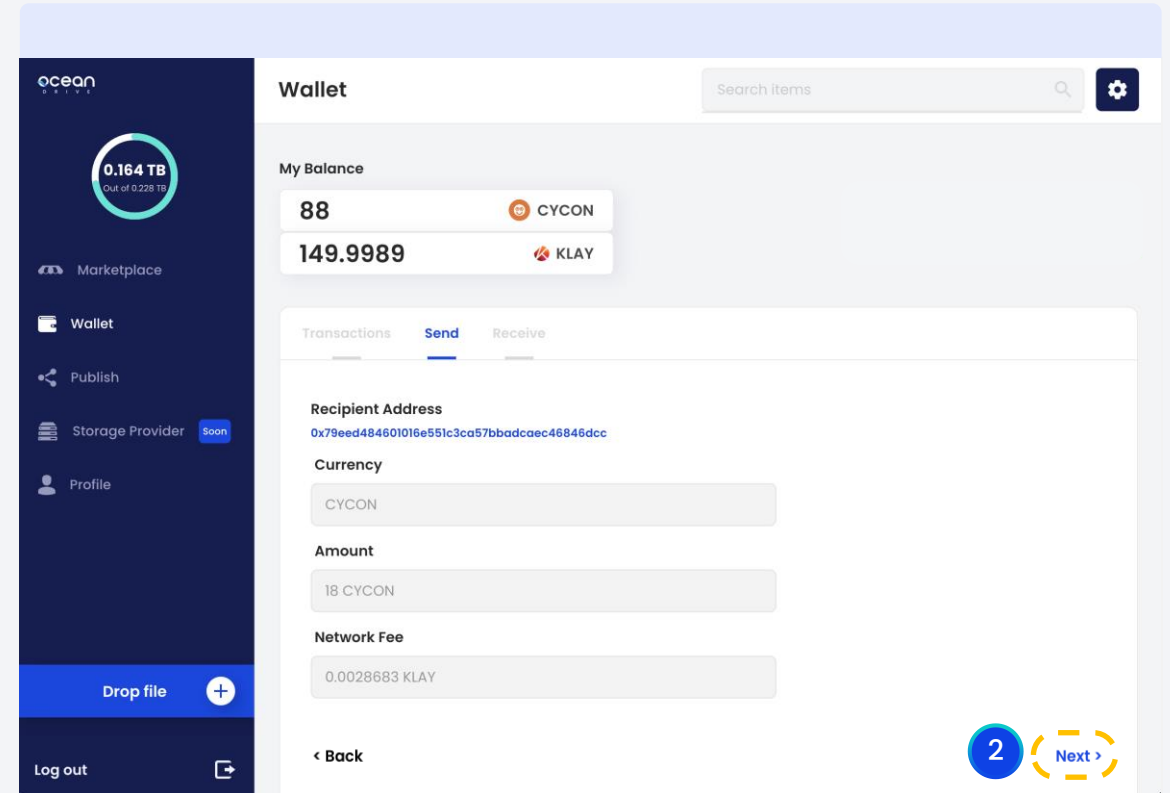 ocean
DRIVE
0.164 TB
Out of 0.228 TB
Marketplace
Wallet
Publish
Storage Provider Soon
Profile
Drop file
Log out
Wallet
Search items
My Balance
88 CYCON
149.9989 KLAY
Transactions Send Receive
Recipient Address
0x79eed484601016e551c3ca57bbadcaec46846dcc
Currency
CYCON
Amount
18 CYCON
Network Fee
0.0028683 KLAY
< Back
2 Next >